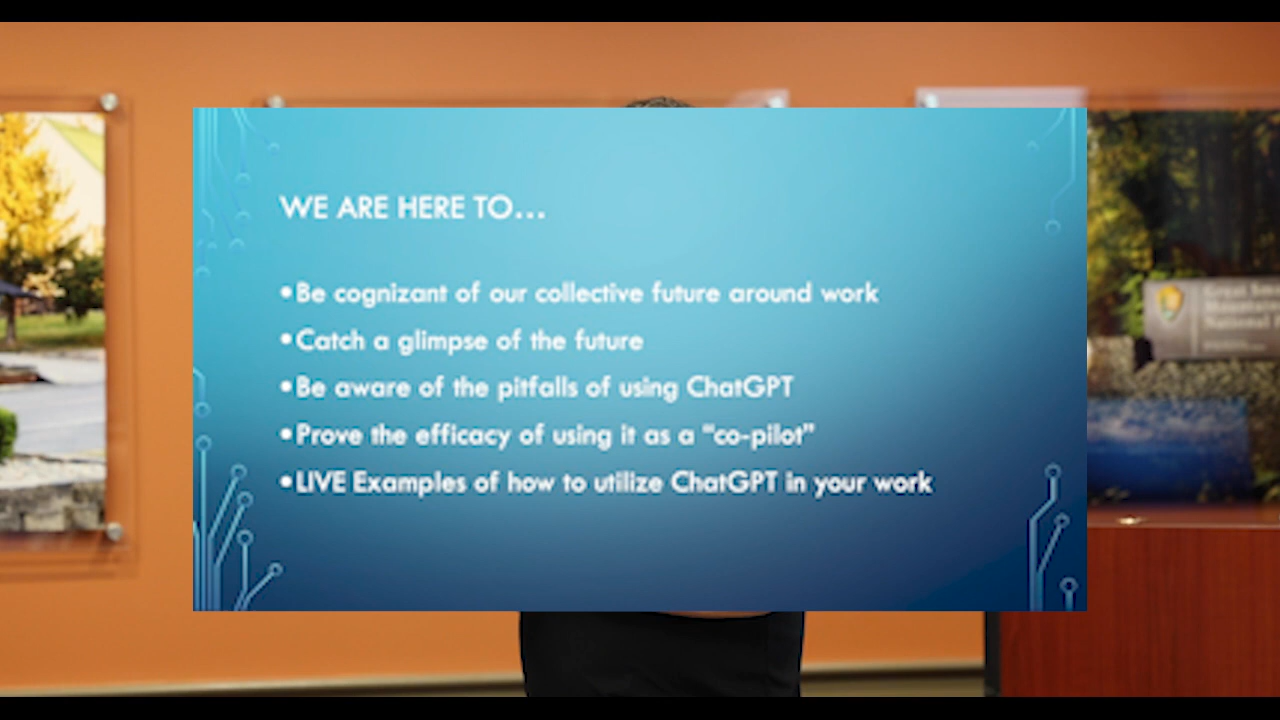 WE ARE HERE TO...
•Be cognizant of our collective future around work
•Catch a glimpse of the future
•Be aware of the pitfalls of using ChatGPT
•Prove the efficacy of using it as a “co-pilot”
•LIVE Examples of how to utilize ChatGPT in your work